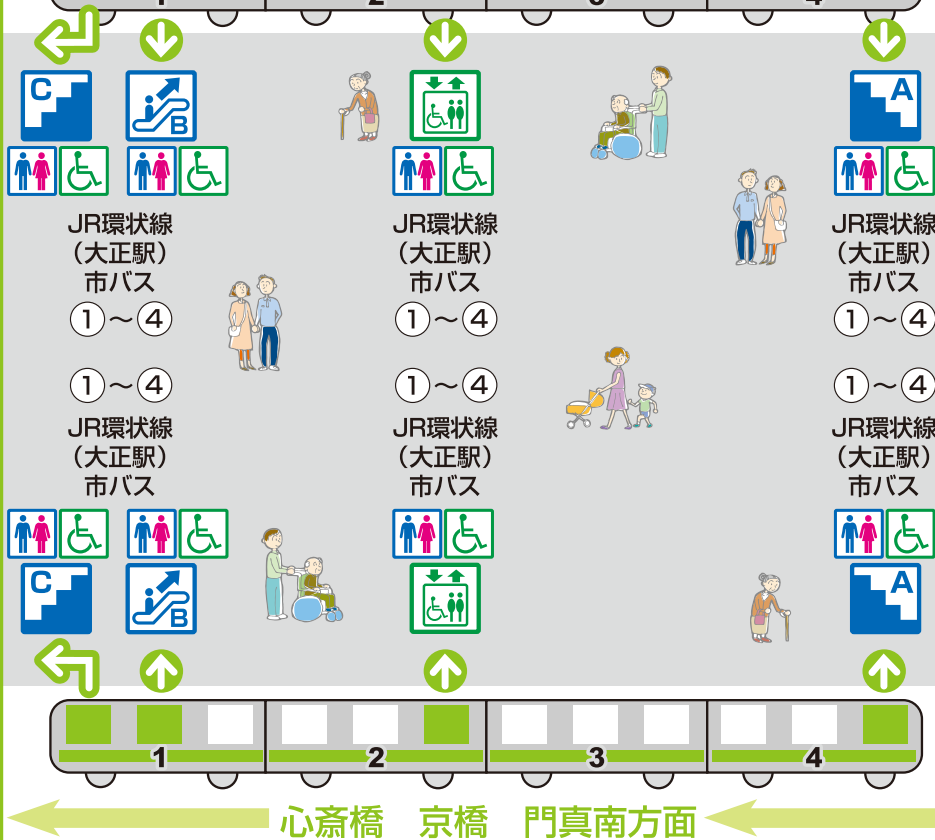 1 2 3 4
C B A
JR環状線 JR環状線 JR環状線
（大正駅） （大正駅） （大正駅）
市バス 市バス 市バス
①～④ ①～④ ①～④
①～④ ①～④ ①～④
JR環状線 JR環状線 JR環状線
（大正駅） （大正駅） （大正駅）
市バス 市バス 市バス
C B A
1 2 3 4
心斎橋 京橋 門真南方面